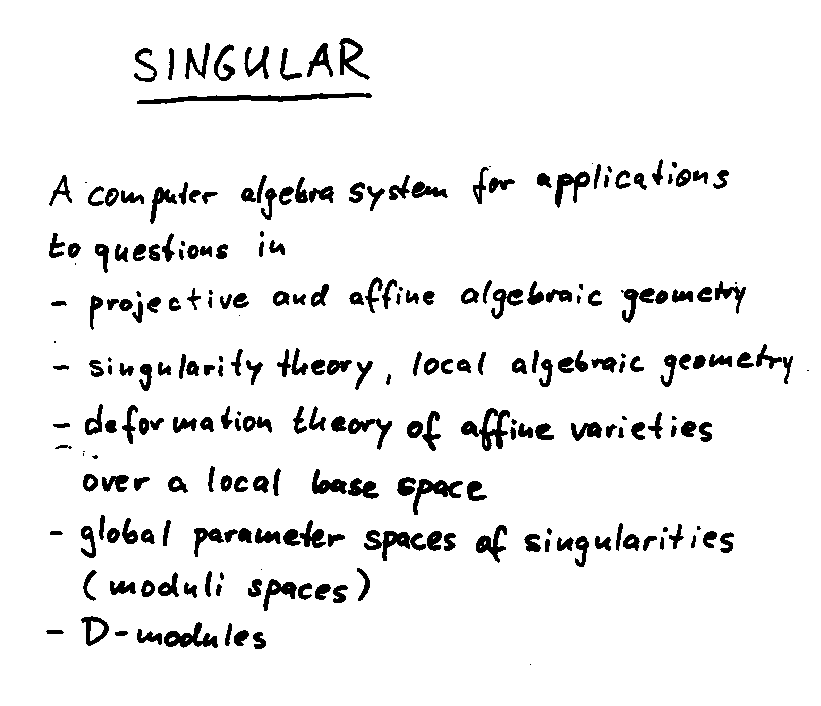 SINGULAR
A computer algebra system for applications
to questions in
- projective and affine algebraic geometry
- singularity theory, local algebraic geometry
- deformation theory of affine varieties
over a local base space
- global parameter spaces of singularities
(moduli spaces)
- D-modules